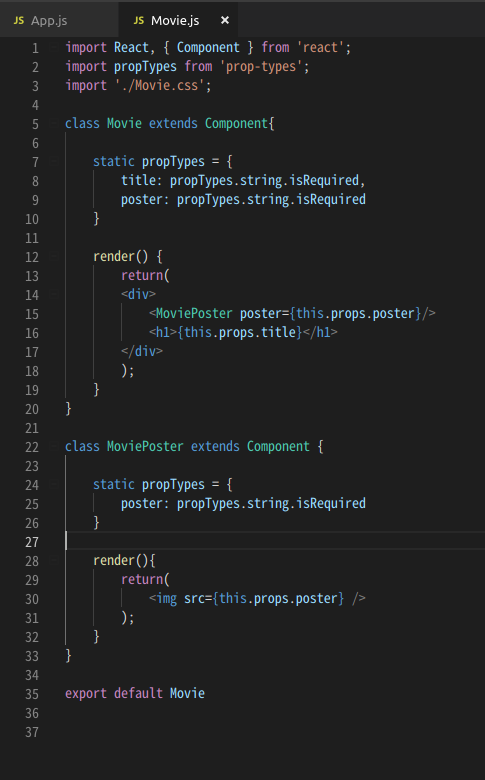 JS App.js JS Movie.js ×
1 import React, { Component } from 'react';
2 import propTypes from 'prop-types';
3 import './Movie.css';
4
5 class Movie extends Component{
6
7     static propTypes = {
8         title: propTypes.string.isRequired,
9         poster: propTypes.string.isRequired
10     }
11
12     render() {
13         return(
14         <div>
15             <MoviePoster poster={this.props.poster}/>
16             <h1>{this.props.title}</h1>
17         </div>
18         );
19     }
20 }
21
22 class MoviePoster extends Component {
23
24     static propTypes = {
25         poster: propTypes.string.isRequired
26     }
27
28     render(){
29         return(
30             <img src={this.props.poster} />
31         );
32     }
33 }
34
35 export default Movie
36
37